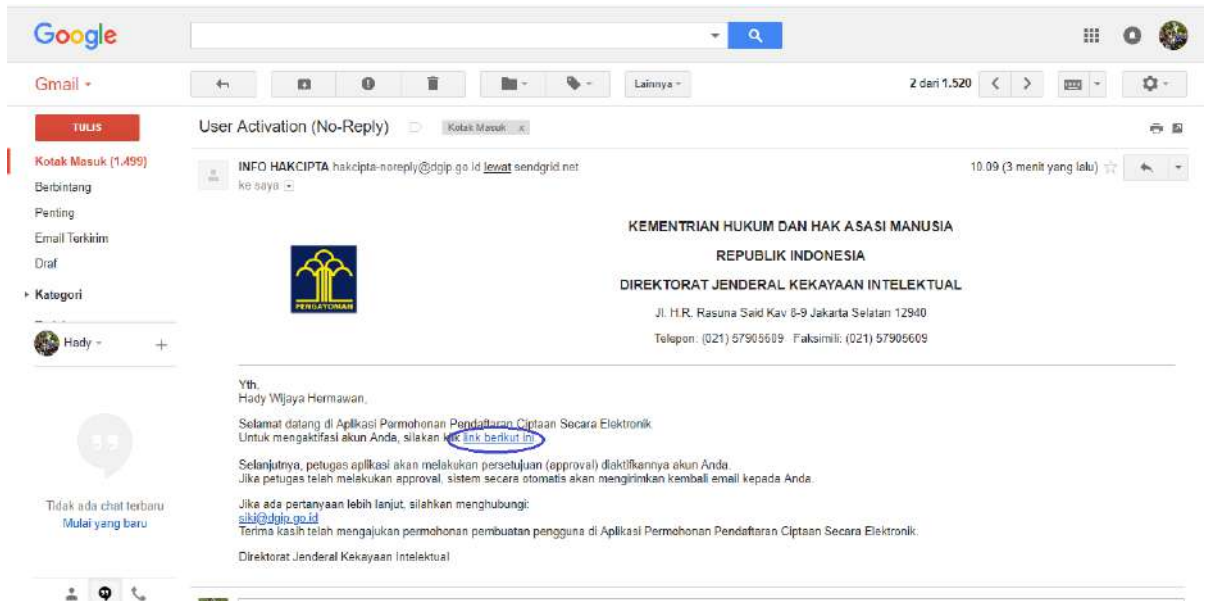 Google
Gmail
Lainnya
2 dari 1.520
TULIS
User Activation (No-Reply)
Kotak Masuk x
Kotak Masuk (1.499)
Berbintang
Penting
Email Terkirim
Draf
Kategori
Hady
Tidak ada chat terbaru
Mulai yang baru
INFO HAKCIPTA hakcipta-noreply@dgip.go.id lewat sendgrid.net
10.09 (3 menit yang lalu)
ke saya
PENGAYOMAN
KEMENTRIAN HUKUM DAN HAK ASASI MANUSIA
REPUBLIK INDONESIA
DIREKTORAT JENDERAL KEKAYAAN INTELEKTUAL
Jl. H.R. Rasuna Said Kav 8-9 Jakarta Selatan 12940
Telepon: (021) 57905609 Faksimili: (021) 57905609
Yth.
Hady Wijaya Hermawan,
Selamat datang di Aplikasi Permohonan Pendaftaran Ciptaan Secara Elektronik
Untuk mengaktifasi akun Anda, silakan klik link berikut ini
Selanjutnya, petugas aplikasi akan melakukan persetujuan (approval) diaktifkannya akun Anda.
Jika petugas telah melakukan approval, sistem secara otomatis akan mengirimkan kembali email kepada Anda.
Jika ada pertanyaan lebih lanjut, silahkan menghubungi:
siki@dgip.go.id
Terima kasih telah mengajukan permohonan pembuatan pengguna di Aplikasi Permohonan Pendaftaran Ciptaan Secara Elektronik.
Direktorat Jenderal Kekayaan Intelektual